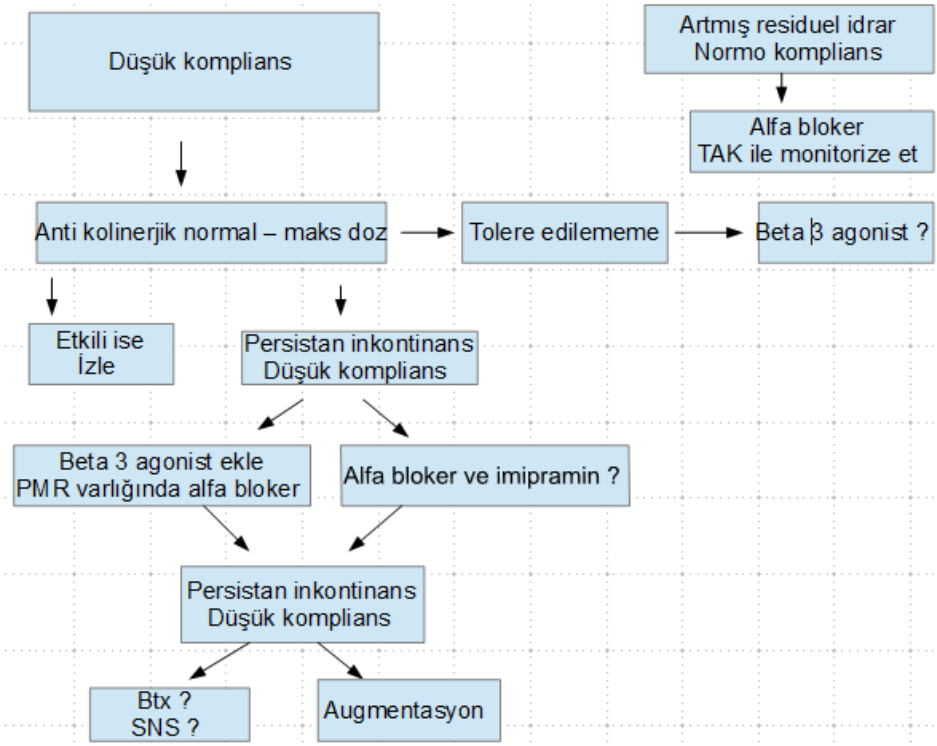 Düşük komplians
Artmış residuel idrar
Normo komplians
Alfa bloker
TAK ile monitorize et
Anti kolinerjik normal – maks doz
Tolere edilememe
Beta 3 agonist ?
Etkili ise
İzle
Persistan inkontinans
Düşük komplians
Beta 3 agonist ekle
PMR varlığında alfa bloker
Alfa bloker ve imipramin ?
Persistan inkontinans
Düşük komplians
Btx ?
SNS ?
Augmentasyon